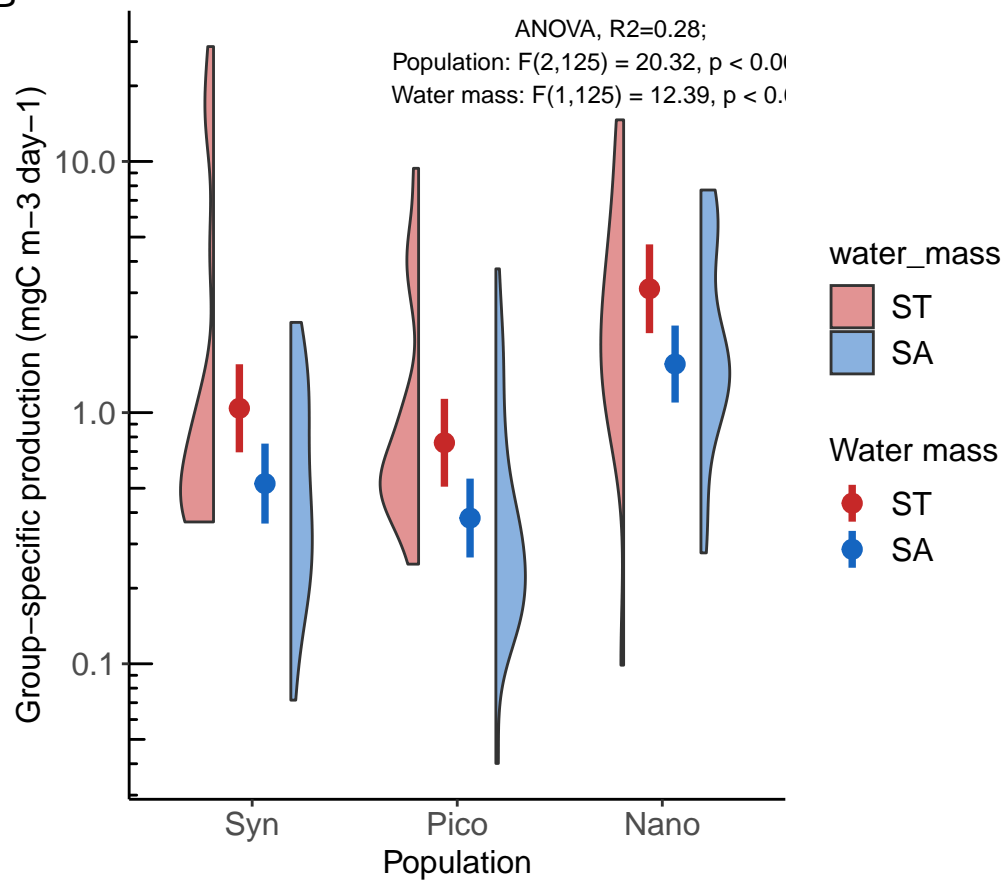 ANOVA, R2=0.28;
Population: F(2,125) = 20.32, p < 0.00
Water mass: F(1,125) = 12.39, p < 0.
Group−specific production (mgC m−3 day−1)
10.0
1.0
0.1
Syn Pico Nano
Population
water_mass
ST
SA
Water mass
ST
SA